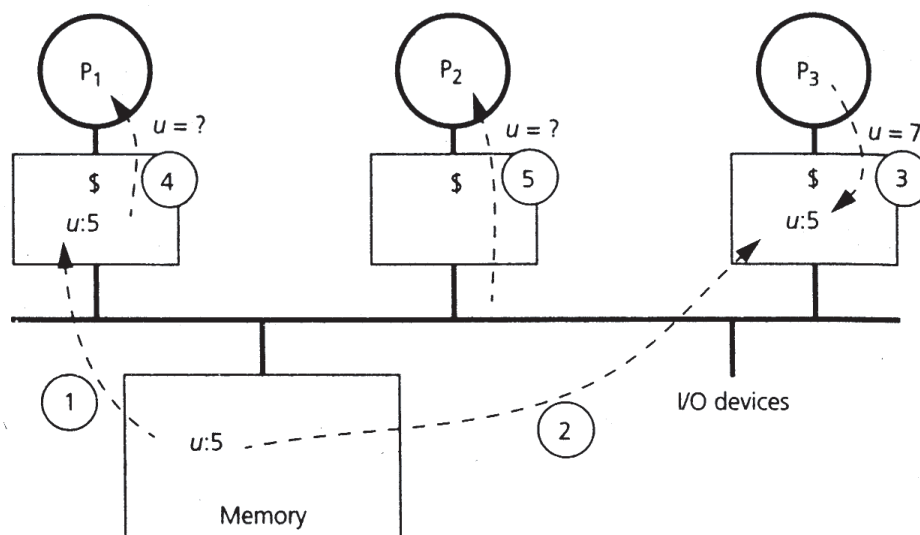 P1
P2
P3
u = ?
u = ?
u = 7
$
4
$
5
$
3
u:5
u:5
1
2
I/O devices
u:5
Memory